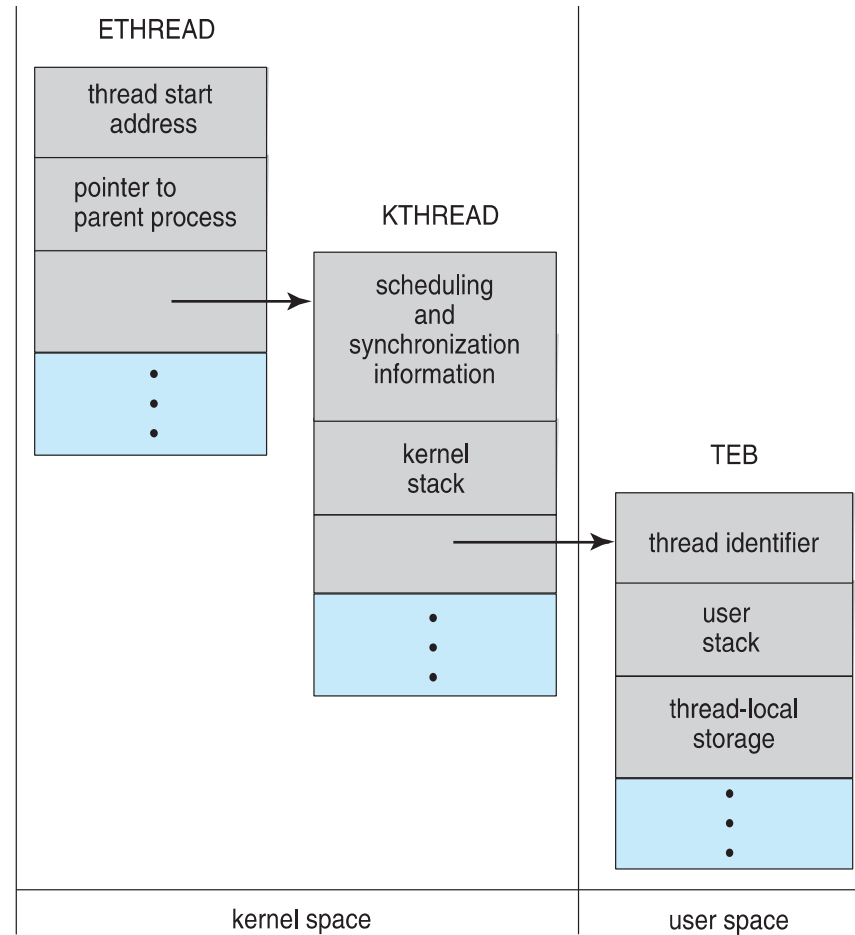 ETHREAD
thread start
address
pointer to
parent process
KTHREAD
scheduling
and
synchronization
information
kernel
stack
TEB
thread identifier
user
stack
thread-local
storage
kernel space
user space